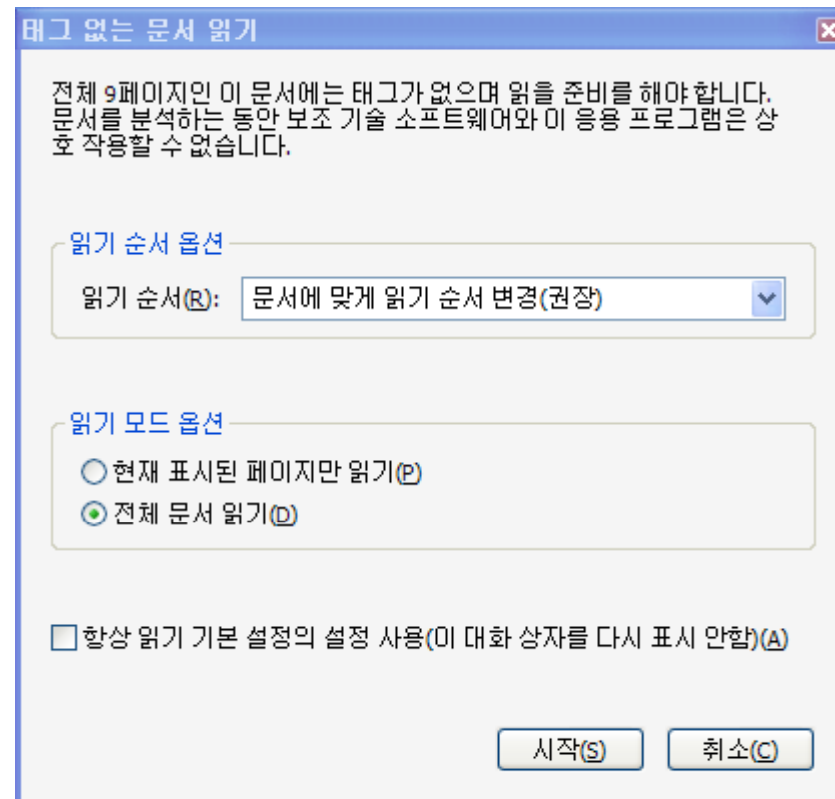 태그 없는 문서 읽기
전체 9페이지인 이 문서에는 태그가 없으며 읽을 준비를 해야 합니다.
문서를 분석하는 동안 보조 기술 소프트웨어와 이 응용 프로그램은 상
호 작용할 수 없습니다.
읽기 순서 옵션
읽기 순서(R): 문서에 맞게 읽기 순서 변경(권장)
읽기 모드 옵션
현재 표시된 페이지만 읽기(P)
전체 문서 읽기(D)
항상 읽기 기본 설정의 설정 사용(이 대화 상자를 다시 표시 안함)(A)
시작(S) 취소(C)